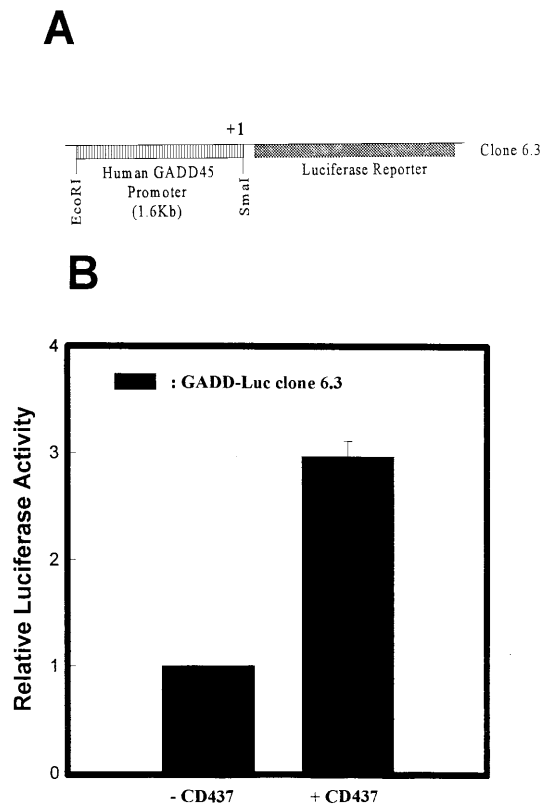 A
+1
Clone 6.3
Human GADD45
Promoter
(1.6Kb)
Luciferase Reporter
EcoRI
SmaI
B
4
3
2
1
0
: GADD-Luc clone 6.3
Relative Luciferase Activity
- CD437
+ CD437